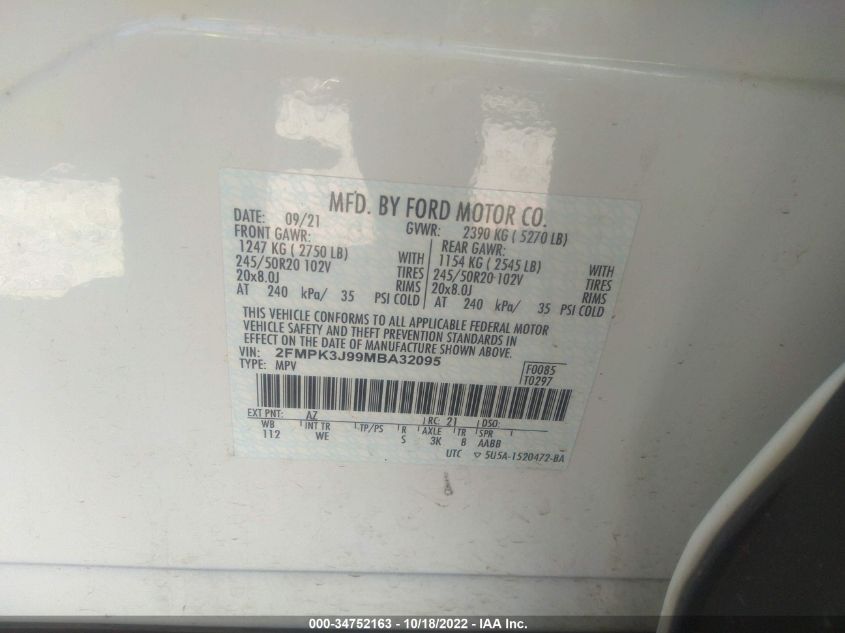 MFD. BY FORD MOTOR CO.
DATE: 09/21 GVWR: 2390 KG ( 5270 LB)
FRONT GAWR: REAR GAWR:
1247 KG ( 2750 LB) WITH 1154 KG ( 2545 LB) WITH
245/50R20 102V TIRES 245/50R20 102V TIRES
20x8.0J RIMS 20x8.0J RIMS
AT 240 kPa/ 35 PSI COLD AT 240 kPa/ 35 PSI COLD
THIS VEHICLE CONFORMS TO ALL APPLICABLE FEDERAL MOTOR
VEHICLE SAFETY AND THEFT PREVENTION STANDARDS IN
EFFECT ON THE DATE OF MANUFACTURE SHOWN ABOVE.
VIN: 2FMPK3J99MBA32095
TYPE: MPV F0085
T0297
EXT PNT: AZ RC: 21 DSO:
WB INT TR TP/PS R AXLE TR SPR
112 WE S 3K 8 AABB
UTC ▽ 5U5A-1520472-BA
000-34752163 - 10/18/2022 - IAA Inc.